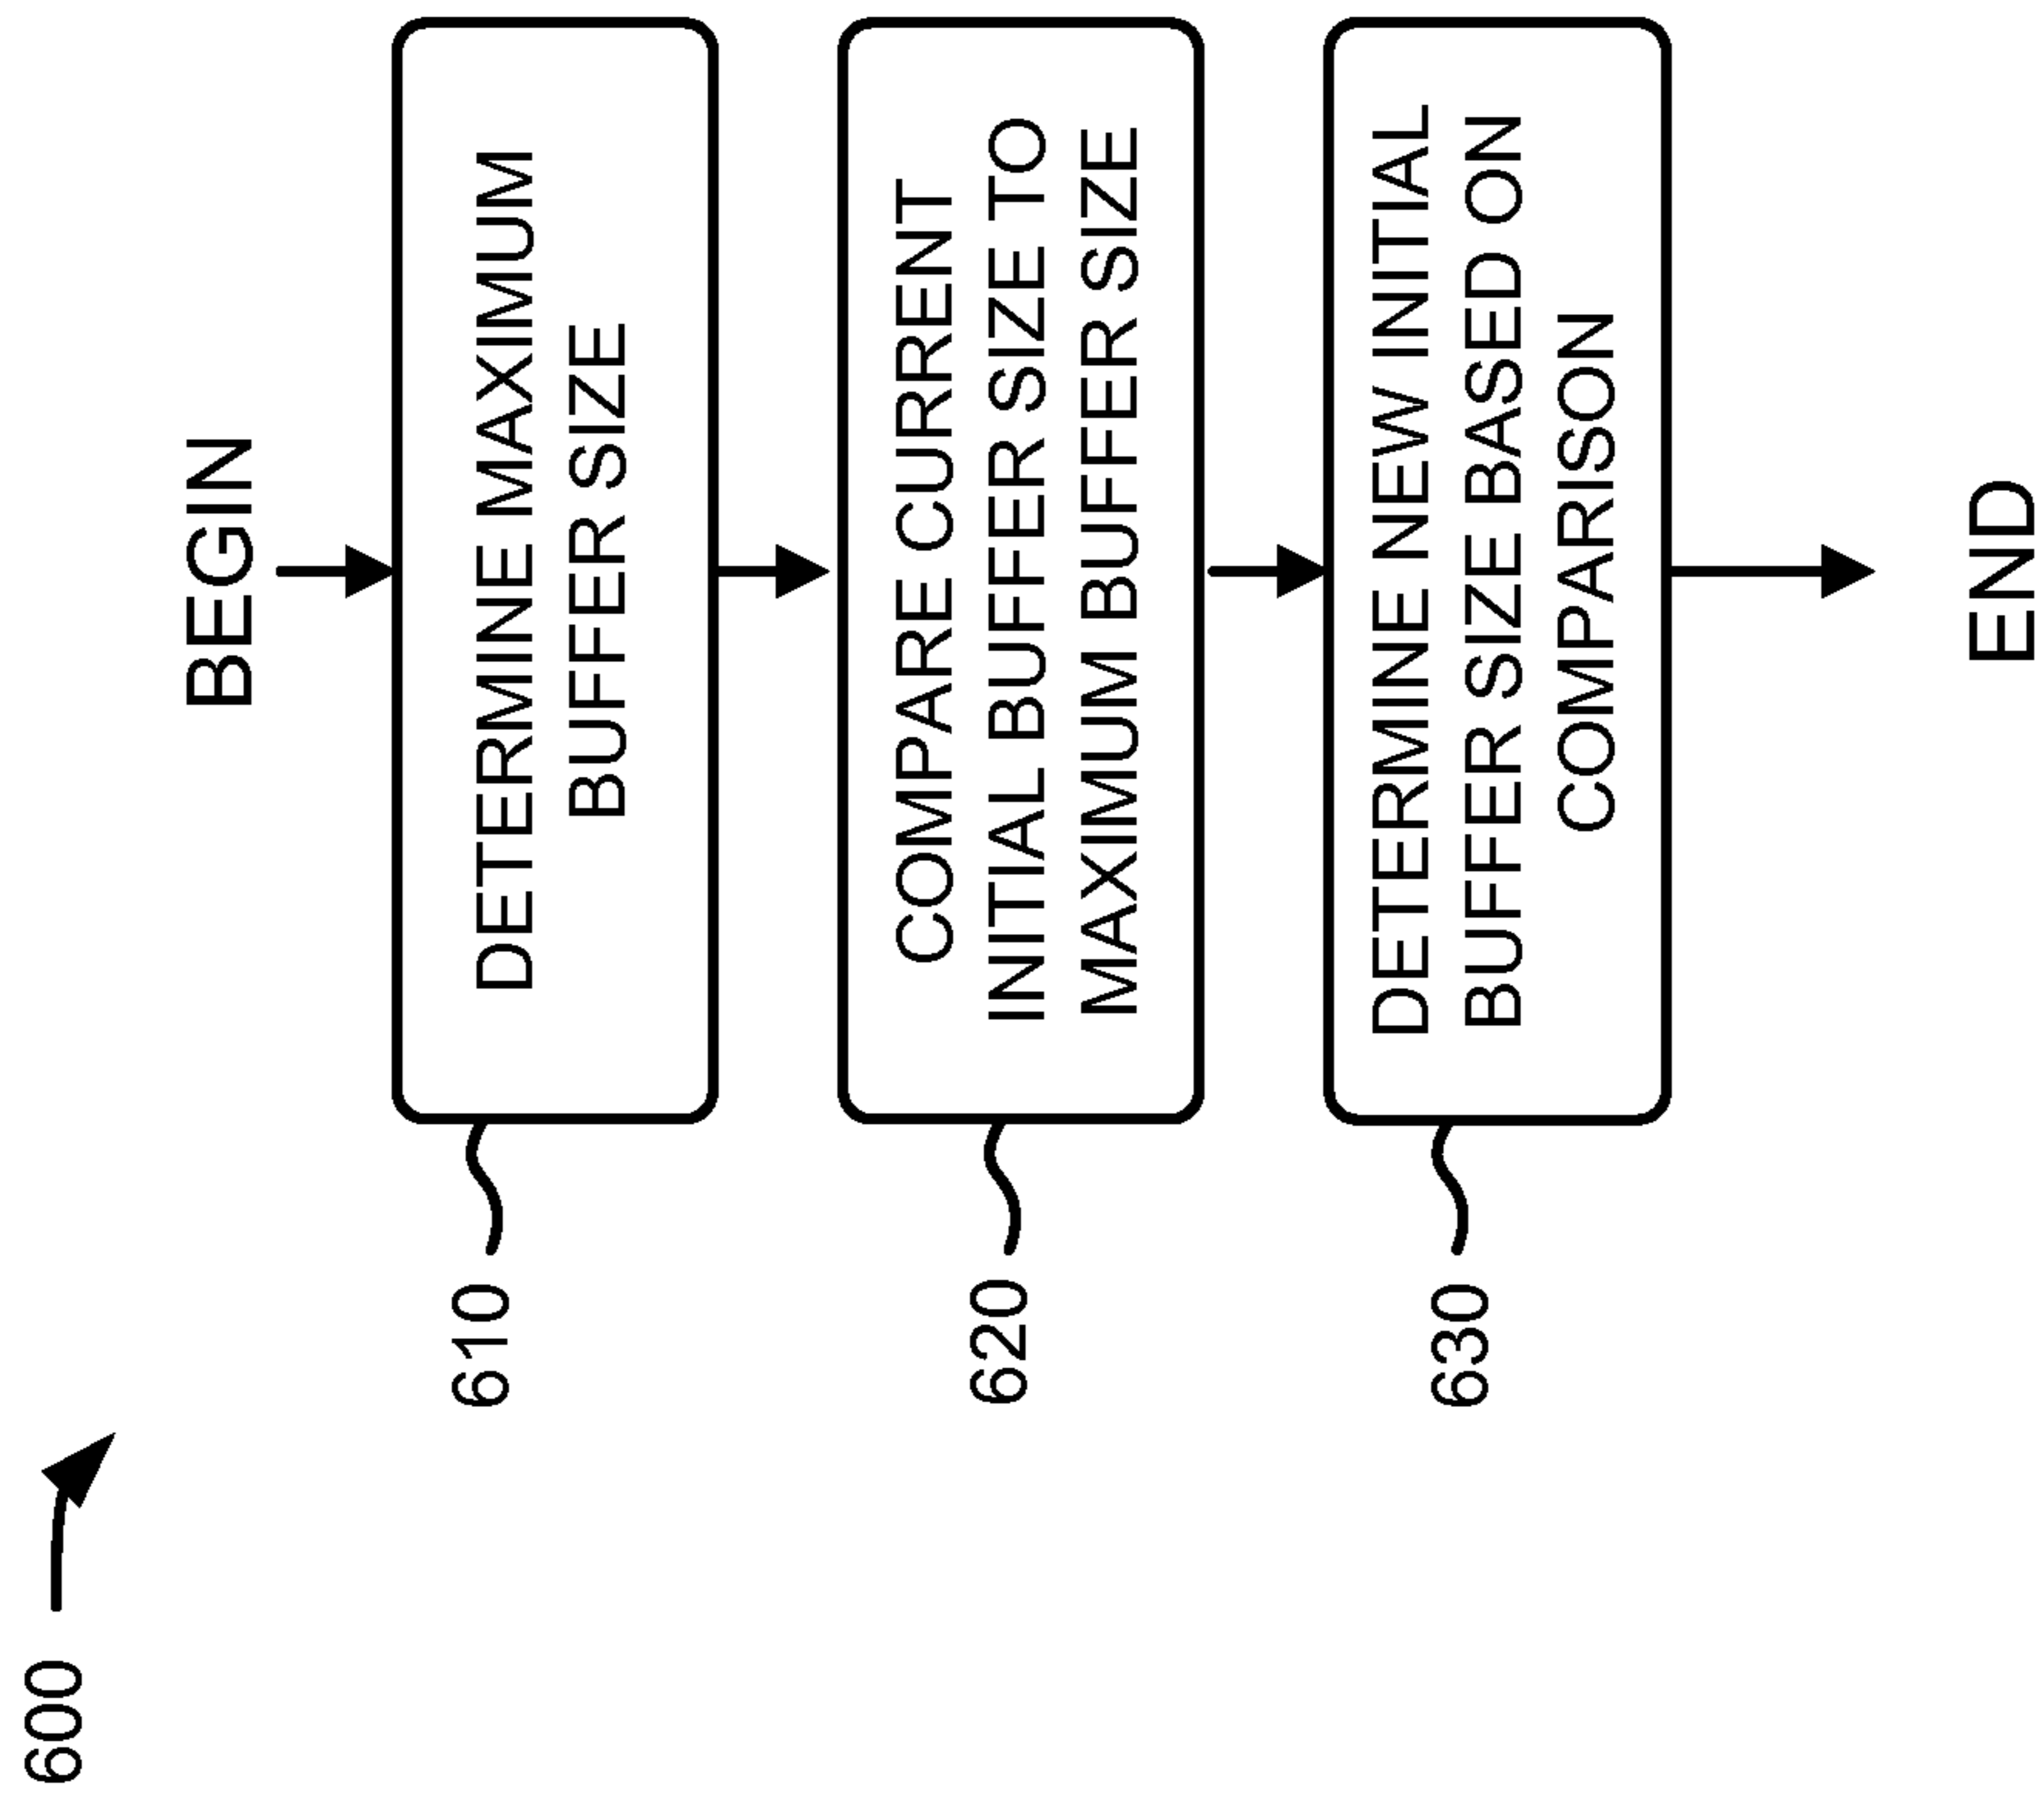 600
BEGIN
610
DETERMINE MAXIMUM
BUFFER SIZE
620
COMPARE CURRENT
INITIAL BUFFER SIZE TO
MAXIMUM BUFFER SIZE
630
DETERMINE NEW INITIAL
BUFFER SIZE BASED ON
COMPARISON
END